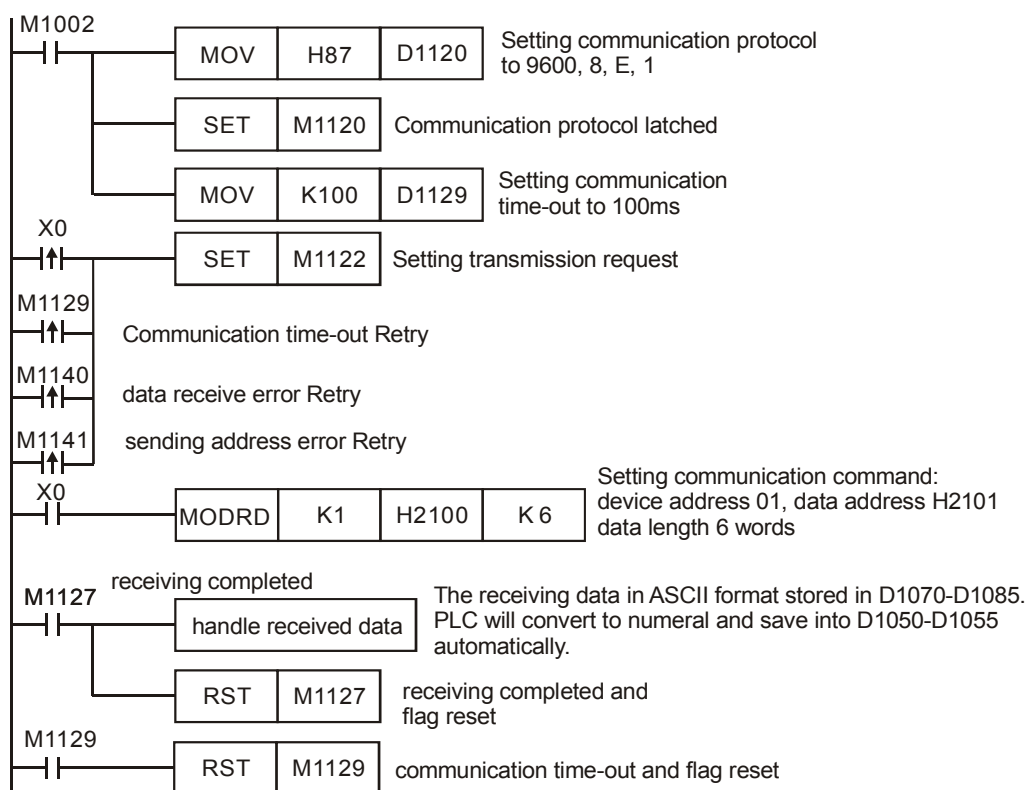 M1002
MOV H87 D1120 Setting communication protocol
to 9600, 8, E, 1
SET M1120 Communication protocol latched
MOV K100 D1129 Setting communication
time-out to 100ms
X0
SET M1122 Setting transmission request
M1129
Communication time-out Retry
M1140
data receive error Retry
M1141 sending address error Retry
X0
MODRD K1 H2100 K6 Setting communication command:
device address 01, data address H2101
data length 6 words
receiving completed
M1127
handle received data The receiving data in ASCII format stored in D1070-D1085.
PLC will convert to numeral and save into D1050-D1055
automatically.
RST M1127 receiving completed and
flag reset
M1129
RST M1129 communication time-out and flag reset